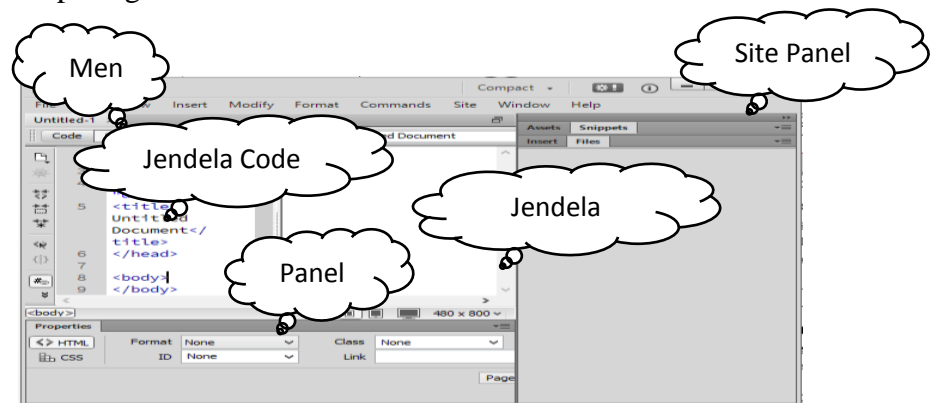 Men
Site Panel
Compact
Insert Modify Format Commands Site Window Help
Untitled-1
Code
Document
Assets Snippets
Insert Files
Jendela Code
Jendela
5 <title>
Untitled
Document</
title>
6 </head>
7
8 <body>
9 </body>
Panel
<body>
480 x 800
Properties
<> HTML Format None Class None
CSS ID None Link
Page